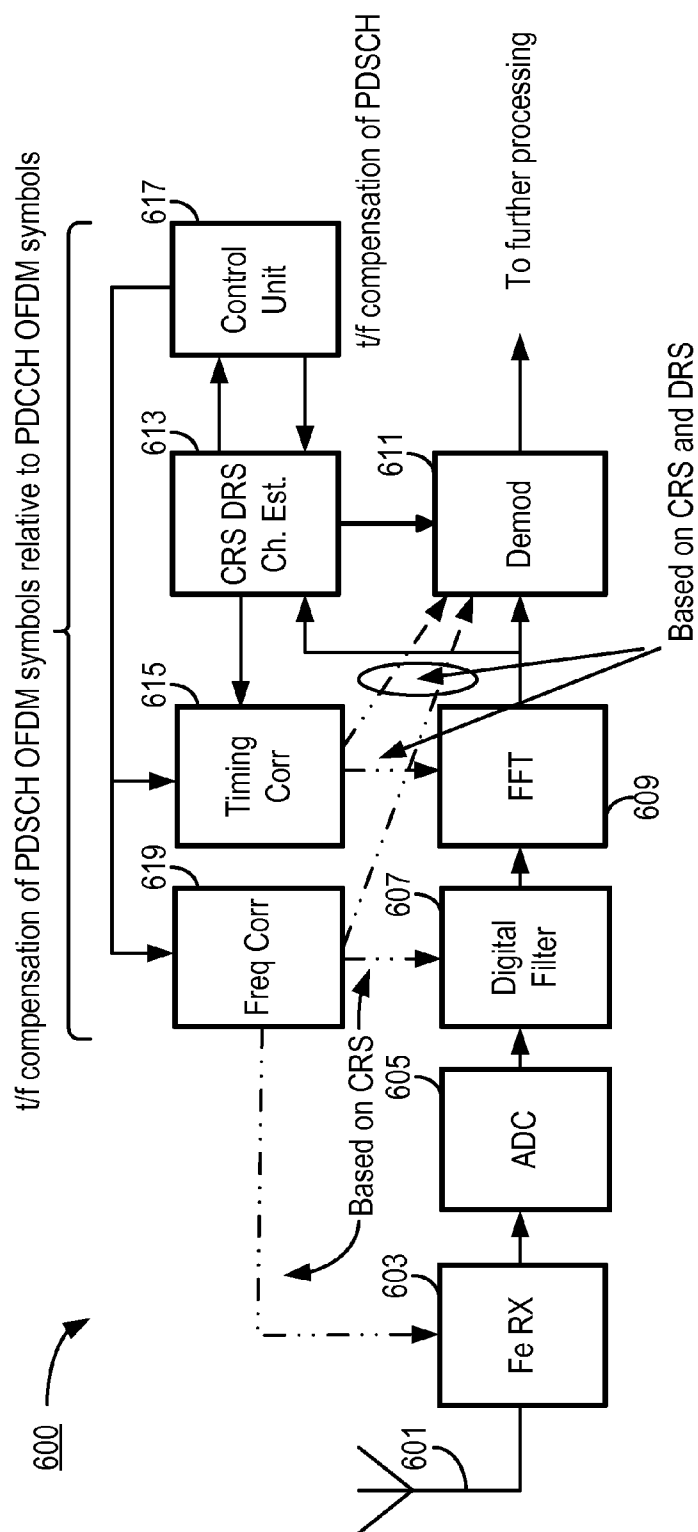 600
t/f compensation of PDSCH OFDM symbols relative to PDCCH OFDM symbols
619
Freq Corr
615
Timing
Corr
613
CRS DRS
Ch. Est.
617
Control
Unit
t/f compensation of PDSCH
Based on CRS
601
603
Fe RX
605
ADC
607
Digital
Filter
FFT
609
611
Demod
To further processing
Based on CRS and DRS